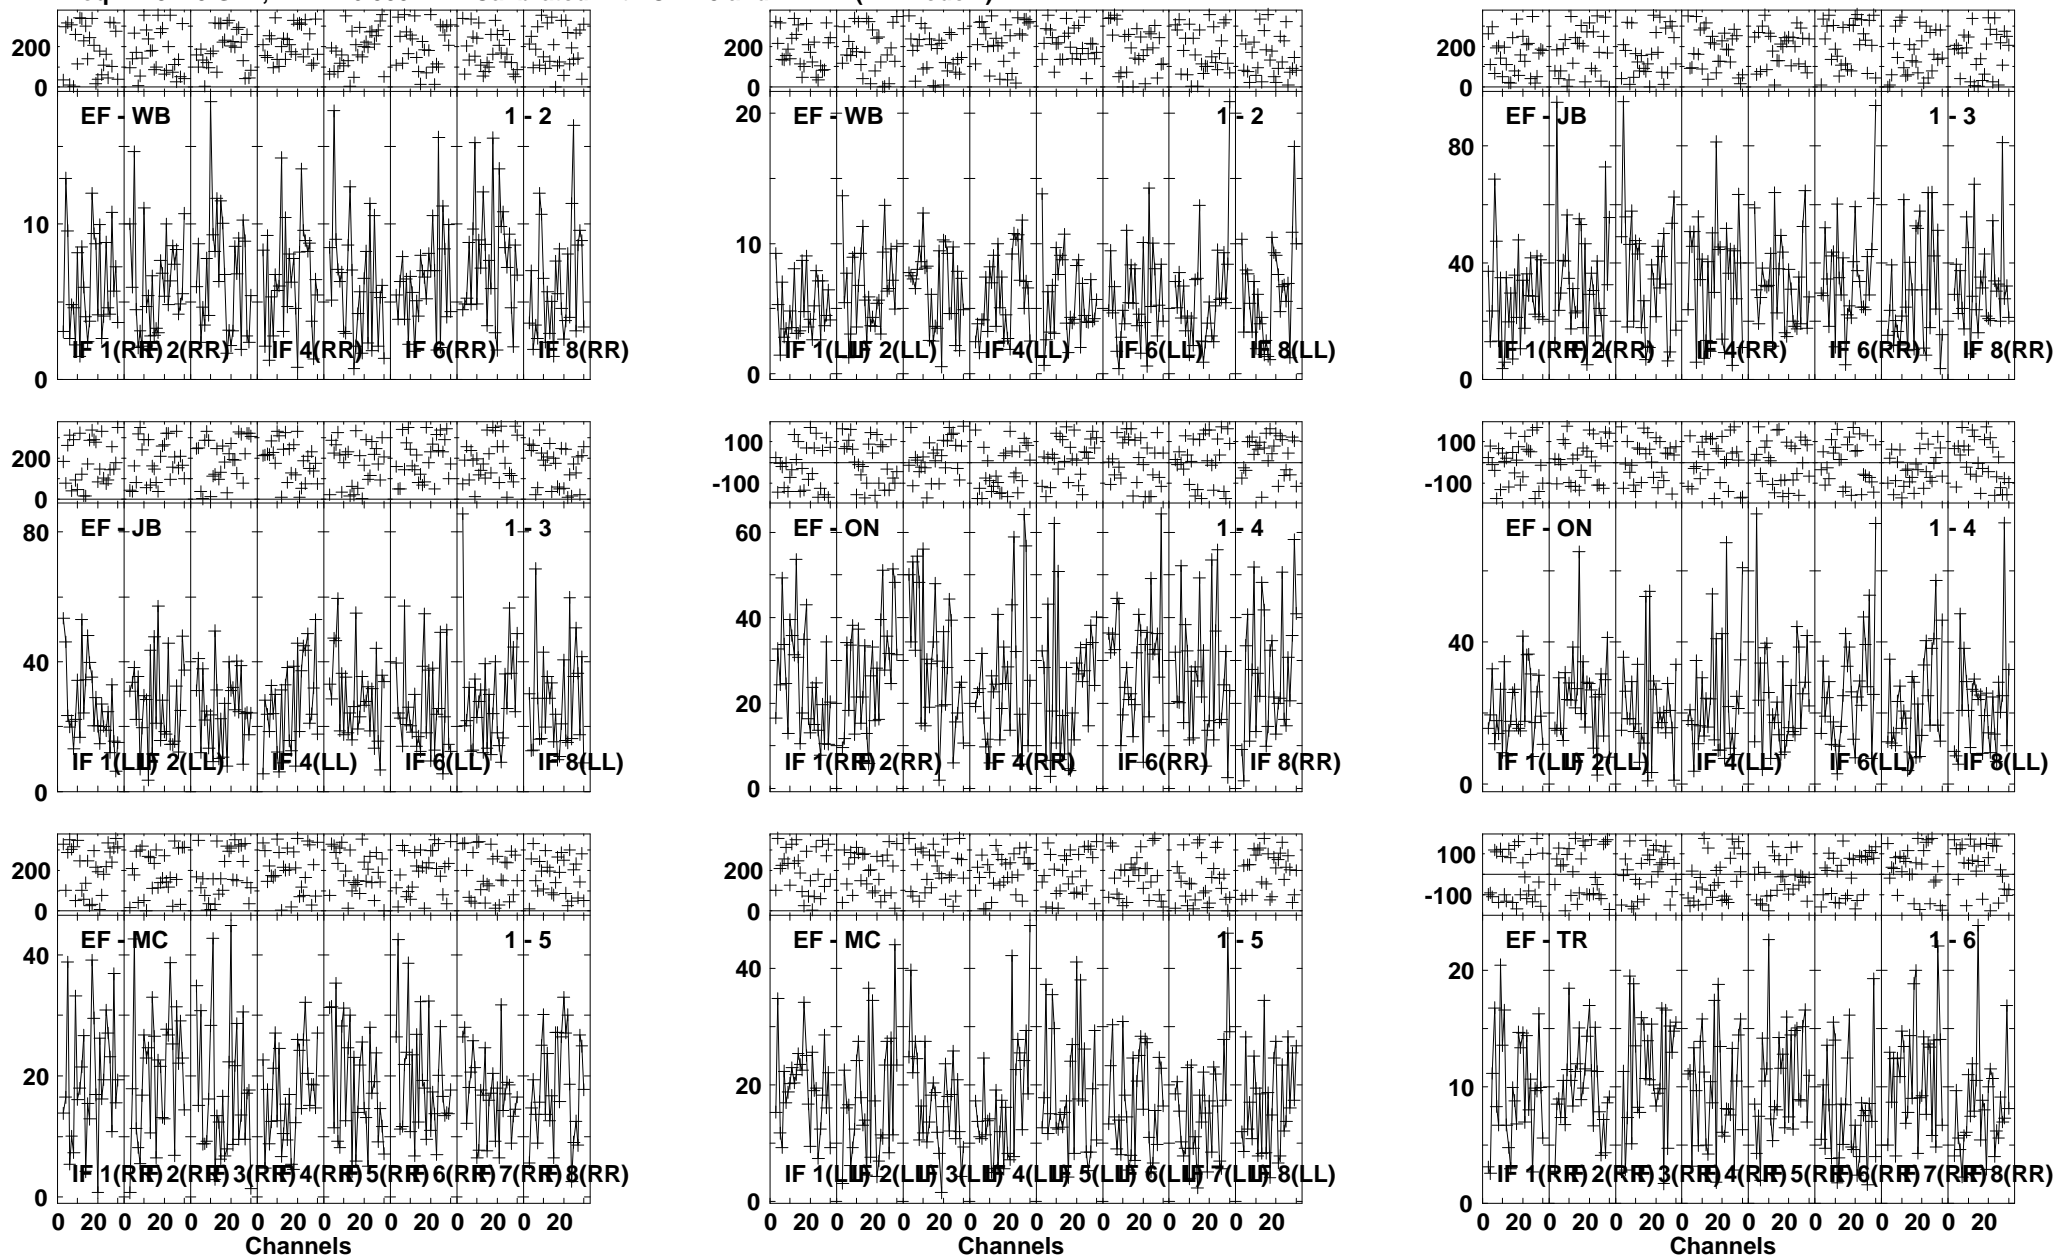 200
0
EF - WB 1 - 2
10
0
IF 1(RR) IF 2(RR) IF 4(RR) IF 6(RR) IF 8(RR)
200
0
EF - WB 1 - 2
20
10
0
IF 1(LL) IF 2(LL) IF 4(LL) IF 6(LL) IF 8(LL)
200
0
EF - JB 1 - 3
80
40
0
IF 1(RR) IF 2(RR) IF 4(RR) IF 6(RR) IF 8(RR)
200
0
EF - JB 1 - 3
80
40
0
IF 1(LL) IF 2(LL) IF 4(LL) IF 6(LL) IF 8(LL)
100
-100
EF - ON 1 - 4
60
40
20
0
IF 1(RR) IF 2(RR) IF 4(RR) IF 6(RR) IF 8(RR)
100
-100
EF - ON 1 - 4
40
0
IF 1(LL) IF 2(LL) IF 4(LL) IF 6(LL) IF 8(LL)
200
0
EF - MC 1 - 5
40
20
0
IF 1(RR) IF 2(RR) IF 3(RR) IF 4(RR) IF 5(RR) IF 6(RR) IF 7(RR) IF 8(RR)
0 20 0 20 0 20 0 20 0 20 0 20 0 20 0 20
Channels
200
0
EF - MC 1 - 5
40
20
0
IF 1(LL) IF 2(LL) IF 3(LL) IF 4(LL) IF 5(LL) IF 6(LL) IF 7(LL) IF 8(LL)
0 20 0 20 0 20 0 20 0 20 0 20 0 20 0 20
Channels
100
-100
EF - TR 1 - 6
20
10
0
IF 1(RR) IF 2(RR) IF 3(RR) IF 4(RR) IF 5(RR) IF 6(RR) IF 7(RR) IF 8(RR)
0 20 0 20 0 20 0 20 0 20 0 20 0 20 0 20
Channels